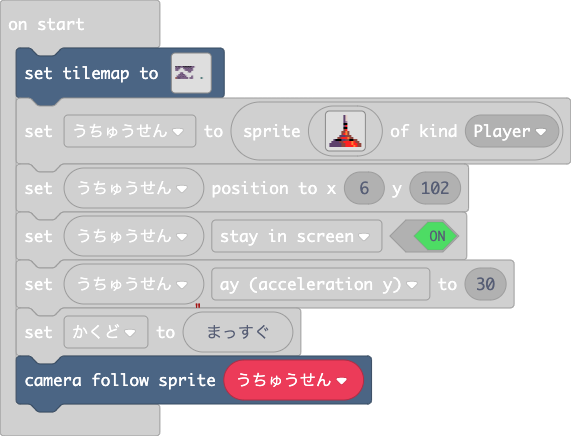 on start
set tilemap to
set うちゅうせん to sprite of kind Player
set うちゅうせん position to x 6 y 102
set うちゅうせん stay in screen ON
set うちゅうせん ay (acceleration y) to 30
set かくど to " まっすぐ
camera follow sprite うちゅうせん